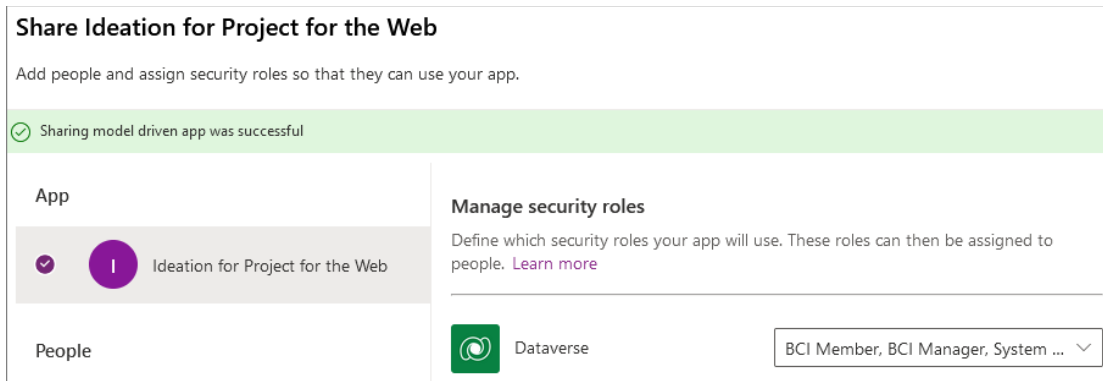 Share Ideation for Project for the Web
Add people and assign security roles so that they can use your app.
Sharing model driven app was successful
App
I
Ideation for Project for the Web
People
Manage security roles
Define which security roles your app will use. These roles can then be assigned to
people. Learn more
Dataverse
BCI Member, BCI Manager, System ...